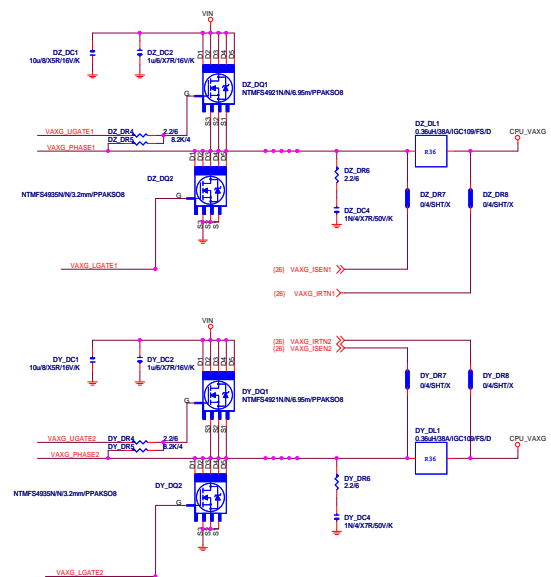 VIN
DZ_DC1
10u/8/X5R/16V/K
DZ_DC2
1u/6/X7R/16V/K
D1
D2
D3
D4
D5
DZ_DQ1
NTMFS4921N/N/6.95m/PPAKSO8
G
S3
S2
S1
VAXG_UGATE1
DZ_DR4
2.2/6
DZ_DR5
8.2K/4
VAXG_PHASE1
DZ_DL1
0.36uH/38A/IGC109/FS/D
R36
CPU_VAXG
D1
D2
D3
D4
D5
DZ_DQ2
NTMFS4935N/N/3.2mm/PPAKSO8
G
S3
S2
S1
DZ_DR6
2.2/6
DZ_DC4
1N/4/X7R/50V/K
DZ_DR7
0/4/SHT/X
DZ_DR8
0/4/SHT/X
VAXG_LGATE1
(26) VAXG_ISEN1
(26) VAXG_IRTN1
VIN
(26) VAXG_IRTN2
(26) VAXG_ISEN2
DY_DC1
10u/8/X5R/16V/K
DY_DC2
1u/6/X7R/16V/K
D1
D2
D3
D4
D5
DY_DQ1
NTMFS4921N/N/6.95m/PPAKSO8
G
S3
S2
S1
DY_DR7
0/4/SHT/X
DY_DR8
0/4/SHT/X
VAXG_UGATE2
DY_DR4
2.2/6
DY_DR5
8.2K/4
VAXG_PHASE2
DY_DL1
0.36uH/38A/IGC109/FS/D
R36
CPU_VAXG
D1
D2
D3
D4
D5
DY_DQ2
NTMFS4935N/N/3.2mm/PPAKSO8
G
S3
S2
S1
DY_DR6
2.2/6
DY_DC4
1N/4/X7R/50V/K
VAXG_LGATE2